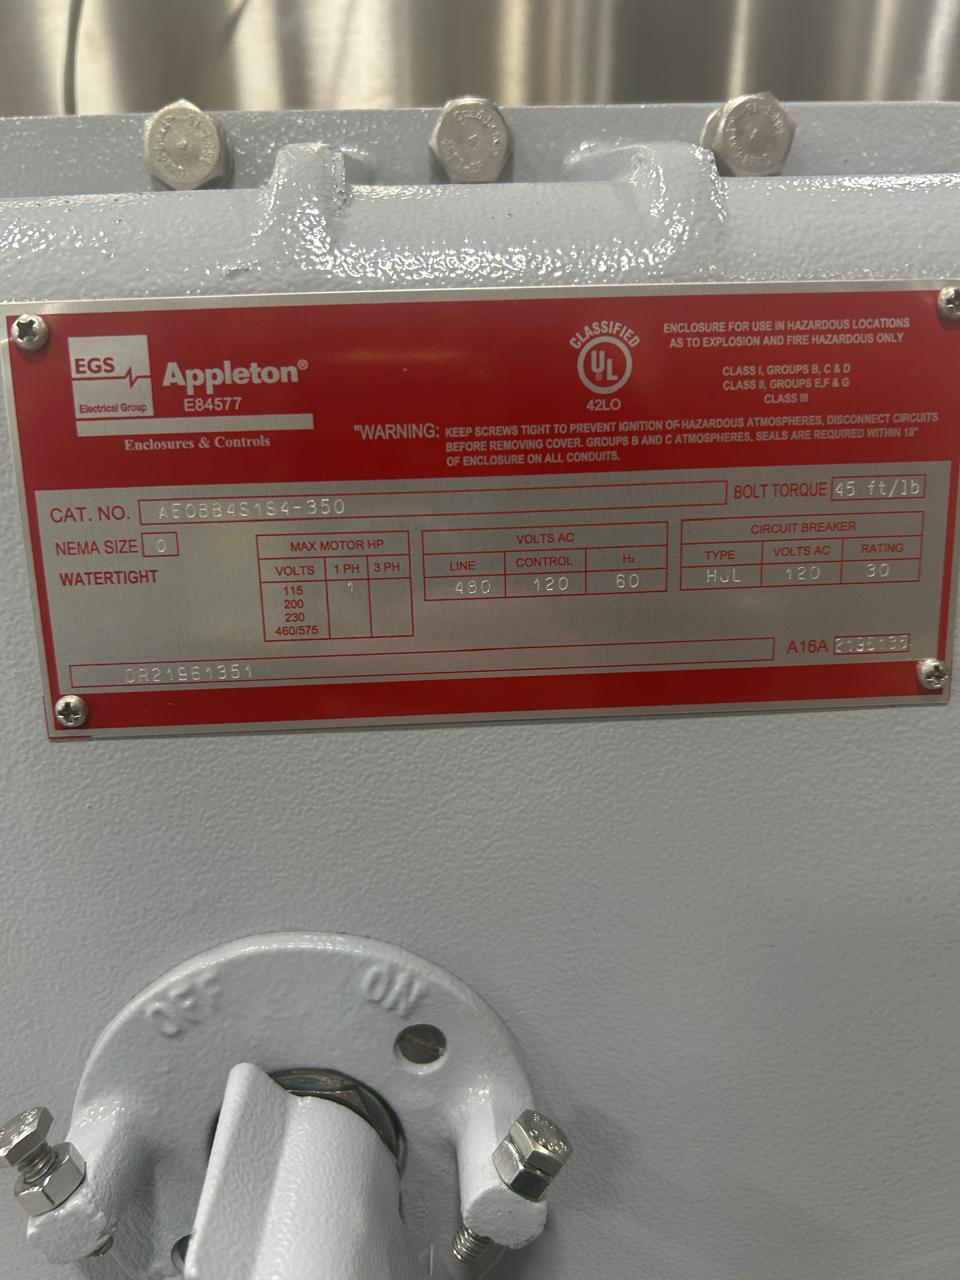 EGS
Electrical Group
Appleton®
E84577
Enclosures & Controls
CLASSIFIED
UL
42LO
ENCLOSURE FOR USE IN HAZARDOUS LOCATIONS
AS TO EXPLOSION AND FIRE HAZARDOUS ONLY
CLASS I, GROUPS B, C & D
CLASS II, GROUPS E,F & G
CLASS III
"WARNING: KEEP SCREWS TIGHT TO PREVENT IGNITION OF HAZARDOUS ATMOSPHERES, DISCONNECT CIRCUITS
BEFORE REMOVING COVER. GROUPS B AND C ATMOSPHERES, SEALS ARE REQUIRED WITHIN 18"
OF ENCLOSURE ON ALL CONDUITS.
CAT. NO. AEOBB4S1S4-350 BOLT TORQUE 45 ft/lb
NEMA SIZE 0
WATERTIGHT
MAX MOTOR HP
VOLTS 1 PH 3 PH
115 1
200
230
460/575
VOLTS AC
LINE CONTROL Hz
480 120 60
CIRCUIT BREAKER
TYPE VOLTS AC RATING
HJL 120 30
DR21961351 A16A
OFF ON